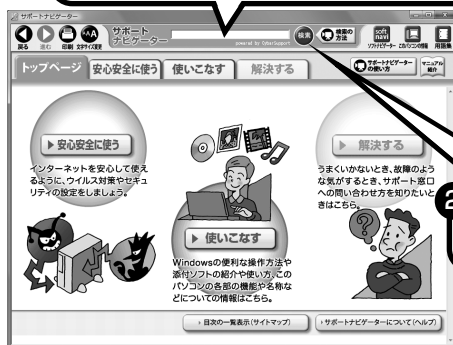 サポートナビゲーター
戻る 進む 印刷 文字サイズ変更
サポート
ナビゲーター
powered by CyberSupport
検索
検索の
方法
soft
navi
ソフトナビゲーター このパソコンの情報 用語集
トップページ 安心安全に使う 使いこなす 解決する
サポートナビゲーター
の使い方
マニュアル
紹介
安心安全に使う
インターネットを安心して使え
るように、ウイルス対策やセキュ
リティの設定をしましょう。
使いこなす
Windowsの便利な操作方法や
添付ソフトの紹介や使い方、この
パソコンの各部の機能や名称な
どについての情報はこちら。
解決する
うまくいかないとき、故障のよう
な気がするとき、サポート窓口
への問い合わせ方を知りたいと
きはこちら。
2
目次の一覧表示(サイトマップ)
サポートナビゲーターについて(ヘルプ)